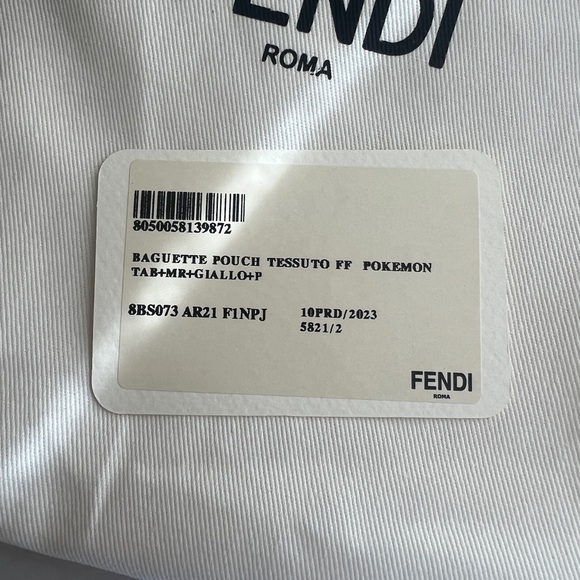 FENDI
ROMA
8050058139872
BAGUETTE POUCH TESSUTO FF POKEMON
TAB+MR+GIALLO+P
8BS073 AR21 F1NPJ 10PRD/2023
5821/2
FENDI
ROMA